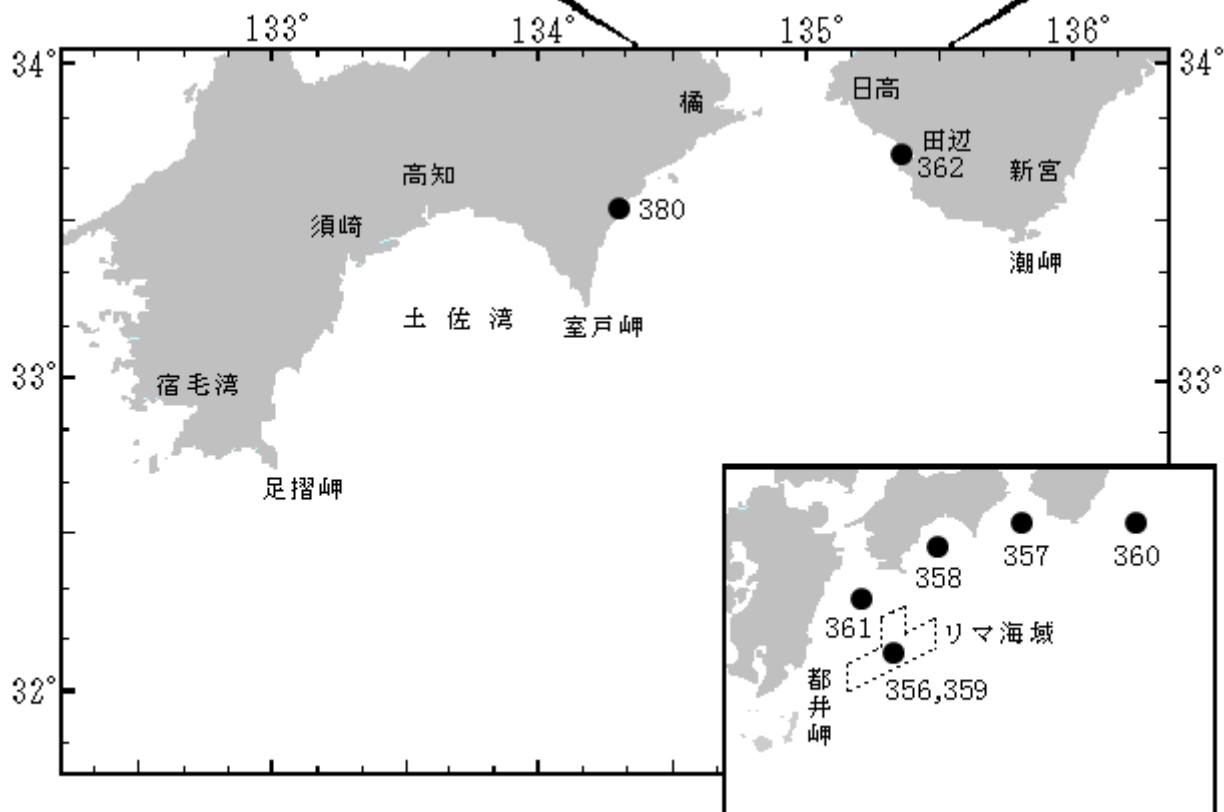 133° 134° 135° 136°
34° 34°
日高
橘
田辺
362
高知
新宮
380
須崎
潮岬
土佐湾
室戸岬
33° 33°
宿毛湾
足摺岬
357 360
358
361
リマ海域
356,359
都井岬
32°